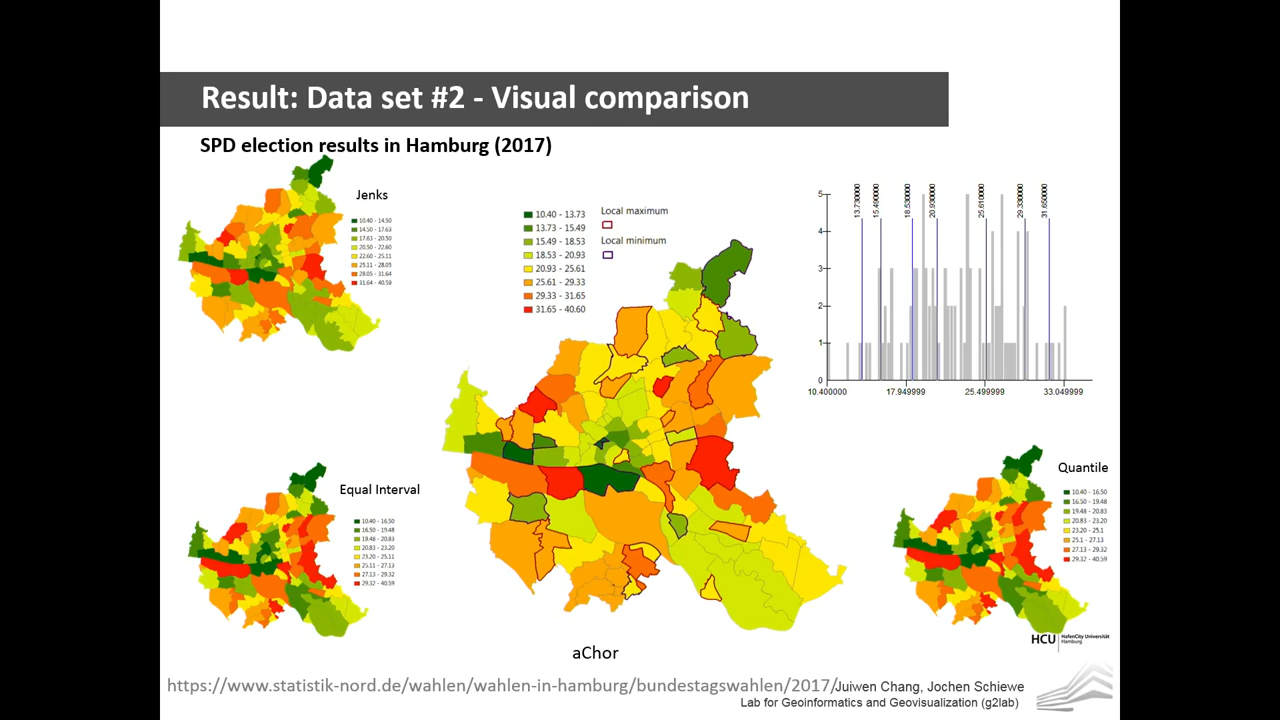 Result: Data set #2 - Visual comparison
SPD election results in Hamburg (2017)
Jenks
10.40 - 14.50
14.50 - 17.63
17.63 - 20.50
20.50 - 22.60
22.60 - 25.11
25.11 - 28.05
28.05 - 31.64
31.64 - 40.59
10.40 - 13.73
13.73 - 15.49
15.49 - 18.53
18.53 - 20.93
20.93 - 25.61
25.61 - 29.33
29.33 - 31.65
31.65 - 40.60
Local maximum
Local minimum
13.730000
15.490000
18.530000
20.930000
25.610000
29.330000
31.650000
5
4
3
2
1
0
10.400000
17.949999
25.499999
33.049999
Equal Interval
10.40 - 16.50
16.50 - 19.48
19.48 - 20.83
20.83 - 23.20
23.20 - 25.11
25.11 - 27.13
27.13 - 29.32
29.32 - 40.59
Quantile
10.40 - 16.50
16.50 - 19.48
19.48 - 20.83
20.83 - 23.20
23.20 - 25.1
25.1 - 27.13
27.13 - 29.32
29.32 - 40.59
HCU HafenCity Universität
Hamburg
aChor
https://www.statistik-nord.de/wahlen/wahlen-in-hamburg/bundestagswahlen/2017/
Juiwen Chang, Jochen Schiewe
Lab for Geoinformatics and Geovisualization (g2lab)